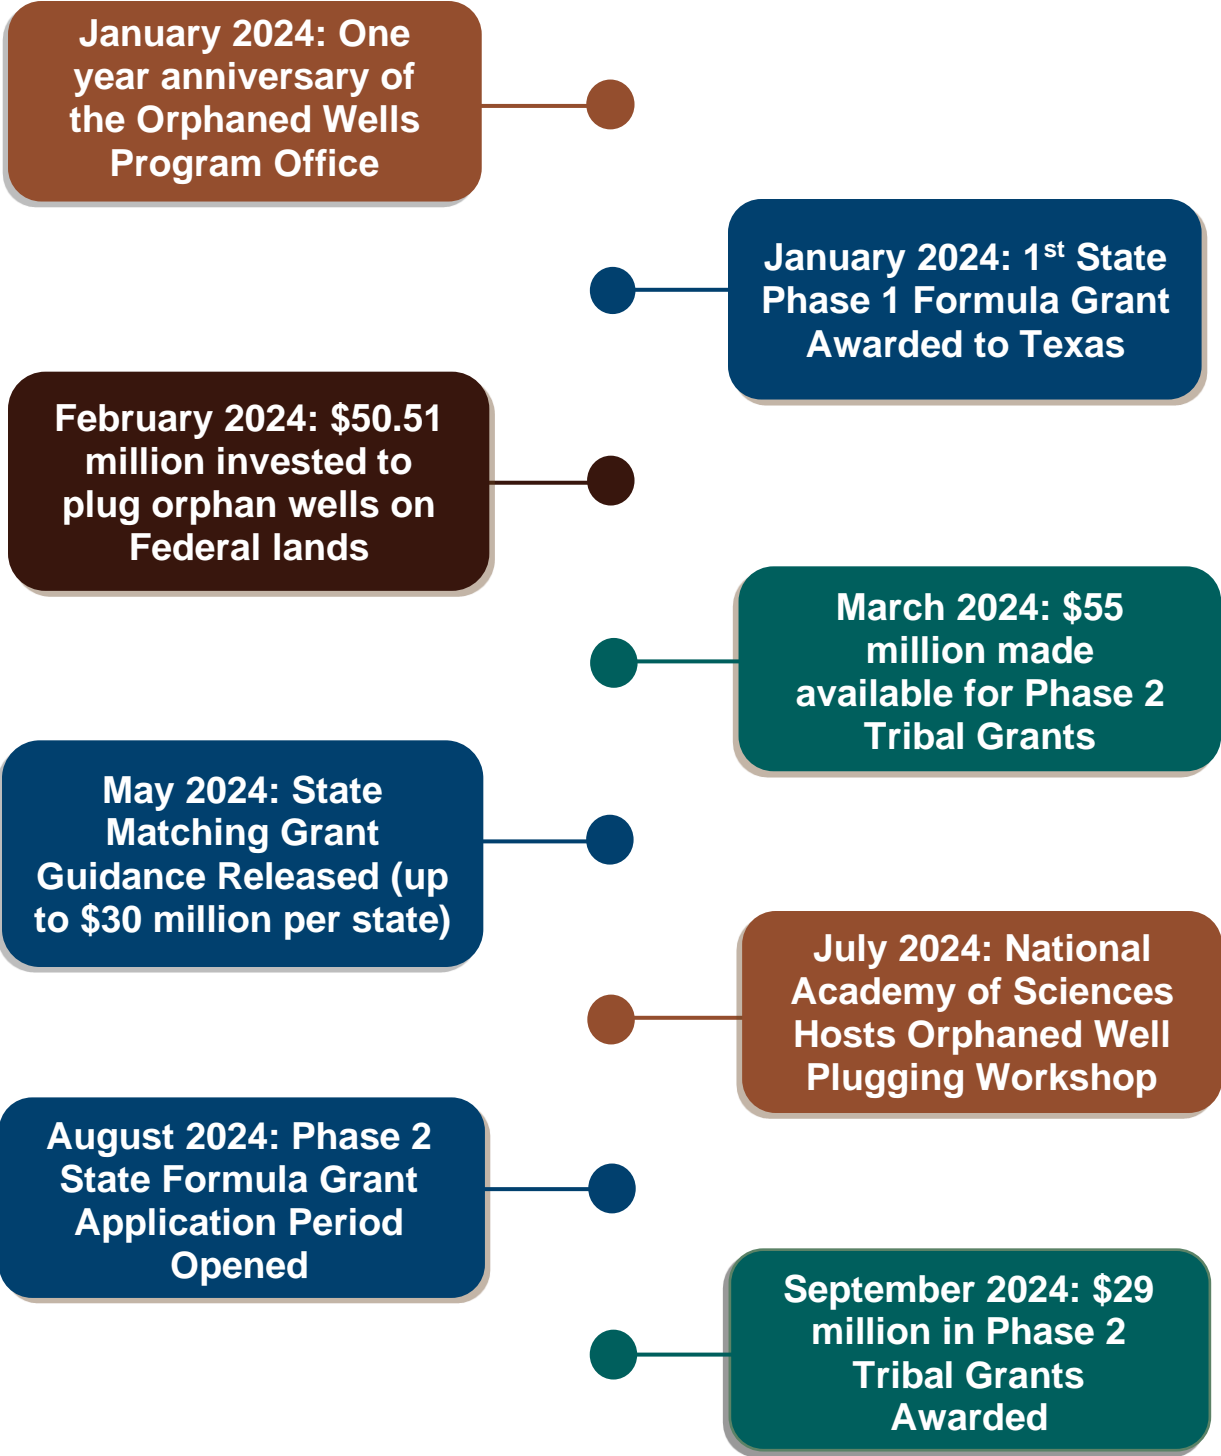 January 2024: One
year anniversary of
the Orphaned Wells
Program Office
January 2024: 1st State
Phase 1 Formula Grant
Awarded to Texas
February 2024: $50.51
million invested to
plug orphan wells on
Federal lands
March 2024: $55
million made
available for Phase 2
Tribal Grants
May 2024: State
Matching Grant
Guidance Released (up
to $30 million per state)
July 2024: National
Academy of Sciences
Hosts Orphaned Well
Plugging Workshop
August 2024: Phase 2
State Formula Grant
Application Period
Opened
September 2024: $29
million in Phase 2
Tribal Grants
Awarded